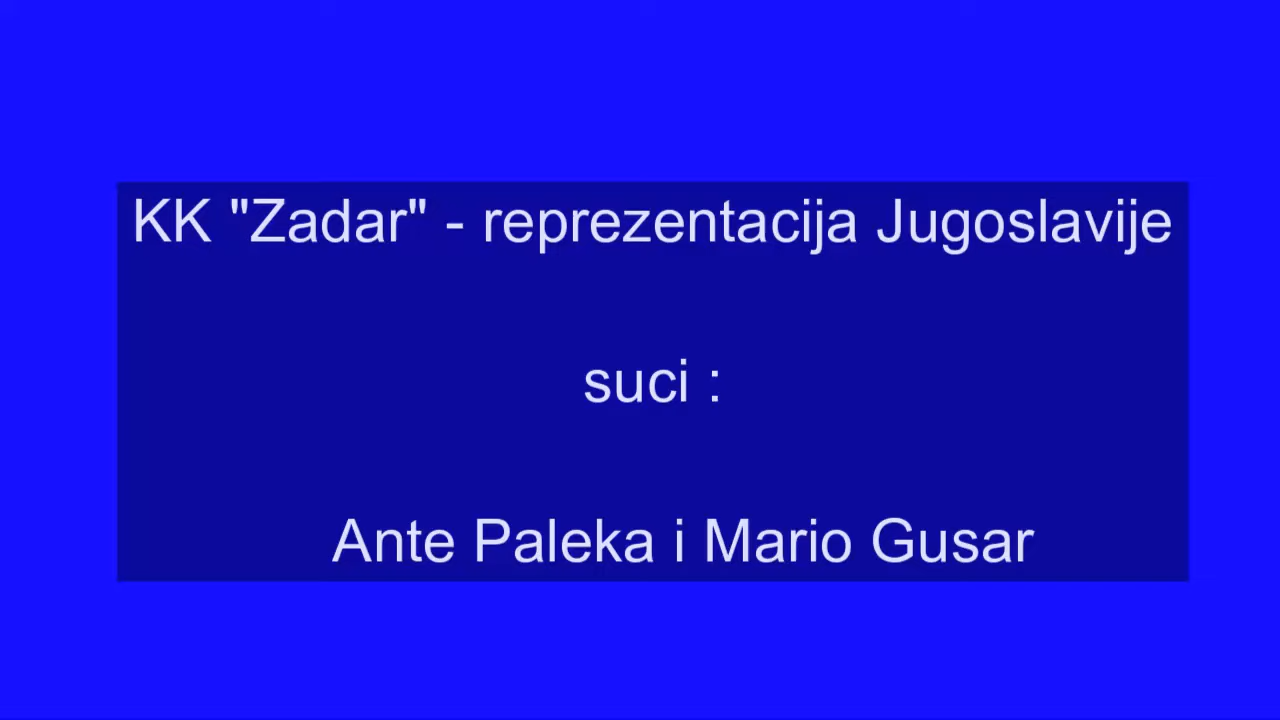 KK "Zadar" - reprezentacija Jugoslavije
suci :
Ante Paleka i Mario Gusar